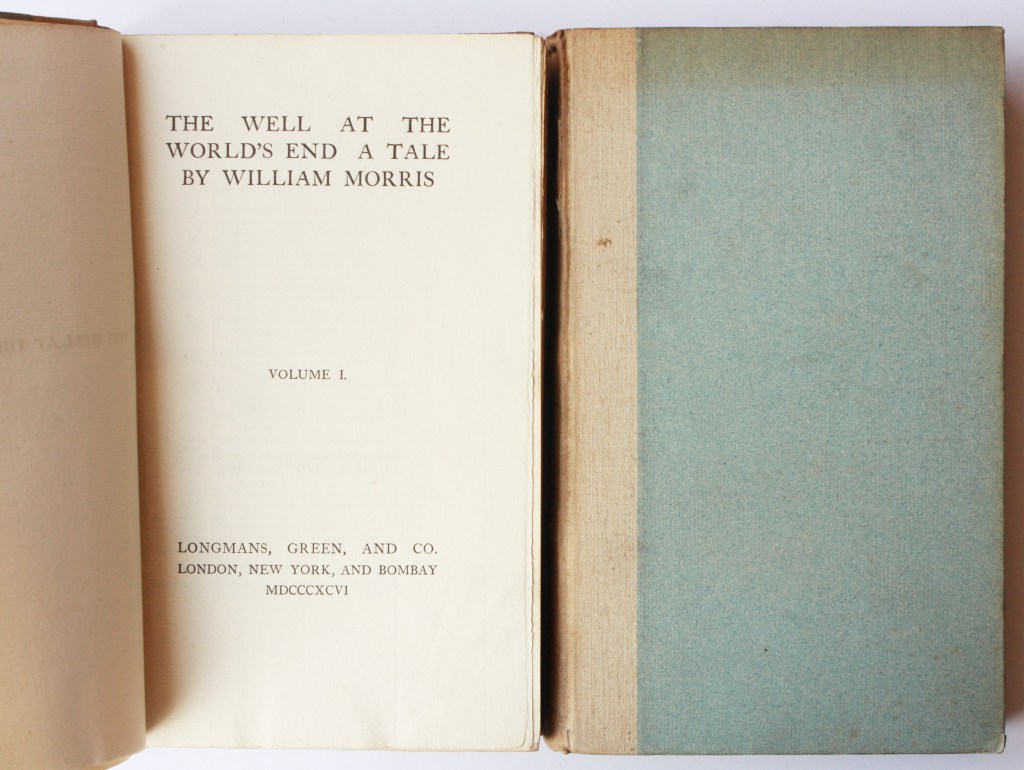 THE WELL AT THE
WORLD'S END A TALE
BY WILLIAM MORRIS
VOLUME I.
LONGMANS, GREEN, AND CO.
LONDON, NEW YORK, AND BOMBAY
MDCCCXCVI